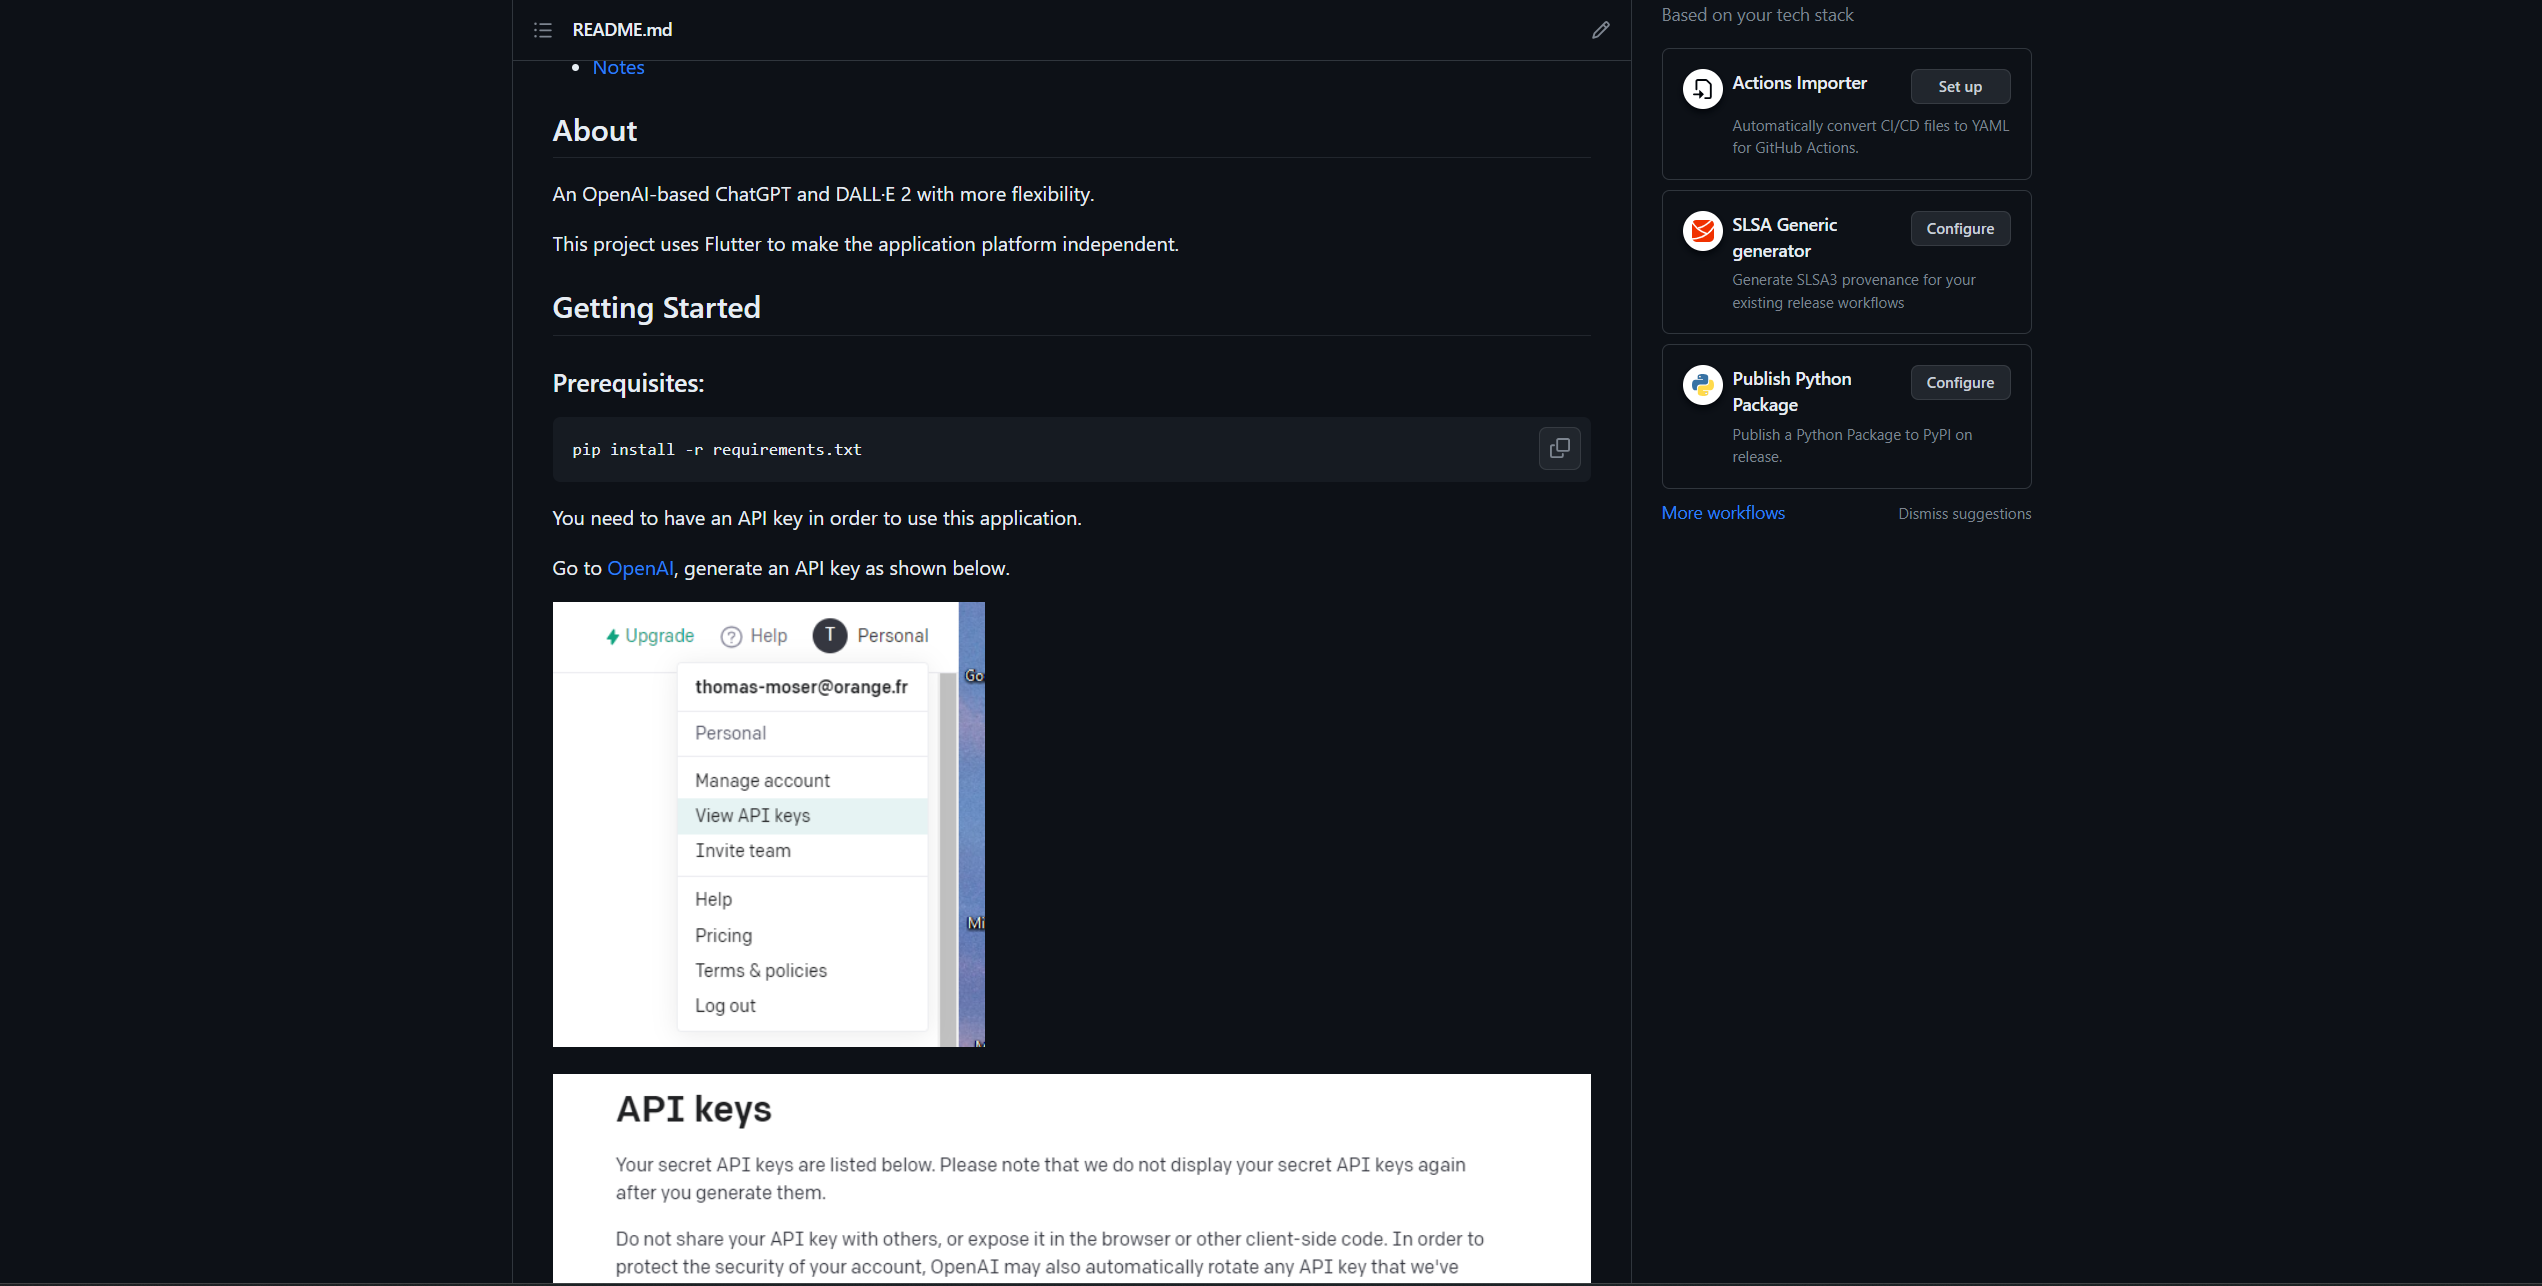 README.md
Notes
About
An OpenAI-based ChatGPT and DALL·E 2 with more flexibility.
This project uses Flutter to make the application platform independent.
Getting Started
Prerequisites:
pip install -r requirements.txt
You need to have an API key in order to use this application.
Go to OpenAI, generate an API key as shown below.
Upgrade Help T Personal
thomas-moser@orange.fr
Personal
Manage account
View API keys
Invite team
Help
Pricing
Terms & policies
Log out
Go
Mi
API keys
Your secret API keys are listed below. Please note that we do not display your secret API keys again
after you generate them.
Do not share your API key with others, or expose it in the browser or other client-side code. In order to
protect the security of your account, OpenAI may also automatically rotate any API key that we've
Based on your tech stack
Actions Importer
Set up
Automatically convert CI/CD files to YAML
for GitHub Actions.
SLSA Generic
generator
Configure
Generate SLSA3 provenance for your
existing release workflows
Publish Python
Package
Configure
Publish a Python Package to PyPI on
release.
More workflows
Dismiss suggestions